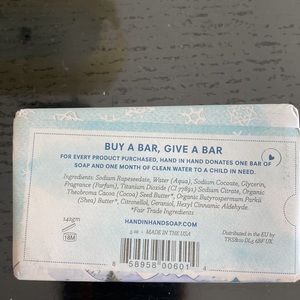 BUY A BAR, GIVE A BAR
FOR EVERY PRODUCT PURCHASED, HAND IN HAND DONATES ONE BAR OF
SOAP AND ONE MONTH OF CLEAN WATER TO A CHILD IN NEED.
Ingredients: Sodium Rapeseedate, Water (Aqua), Sodium Cocoate, Glycerin,
Fragrance (Parfum), Titanium Dioxide (CI 77891) Sodium Citrate, Organic
Theobroma Cacao (Cocoa) Seed Butter*, Organic Butyrospermum Parkii
(Shea) Butter*, Citronellol, Geraniol, Hexyl Cinnamic Aldehyde.
*Fair Trade Ingredients
142gm
18M
HANDINHANDSOAP.COM
5 oz • MADE IN THE USA
Distributed in the EU by
8 58958 00601